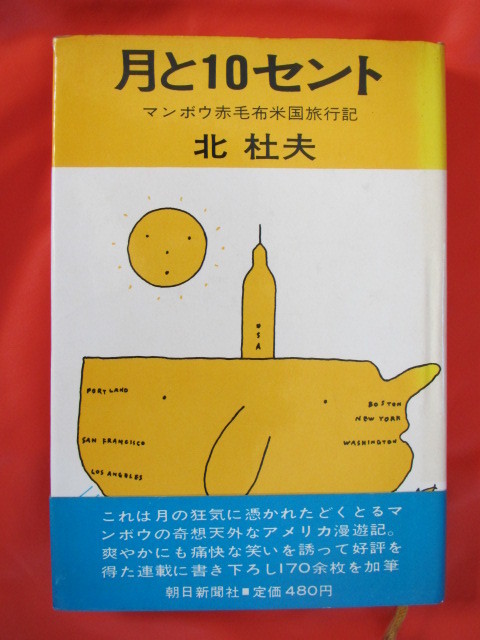 月と10セント
マンボウ赤毛布米国旅行記
北 杜夫
USA
PORTLAND
BOSTON
NEW YORK
SAN FRANCISCO
WASHINGTON
LOS ANGELES
これは月の狂気に憑かれたどくとるマ
ンボウの奇想天外なアメリカ漫遊記。
爽やかにも痛快な笑いを誘って好評を
得た連載に書き下ろし170余枚を加筆
朝日新聞社■定価 480円